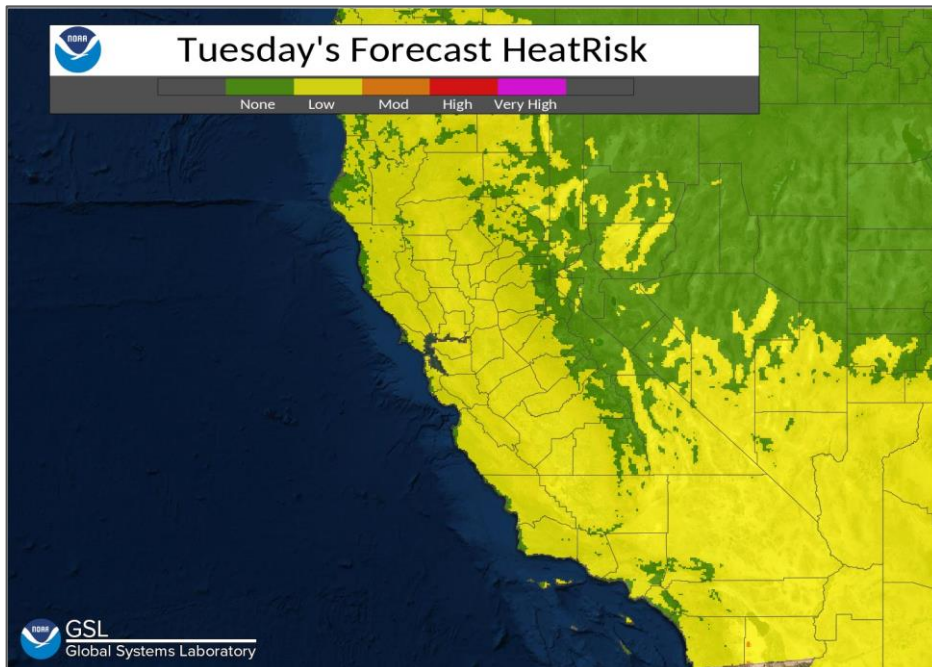 NOAA
Tuesday's Forecast HeatRisk
None Low Mod High Very High
NOAA
GSL
Global Systems Laboratory